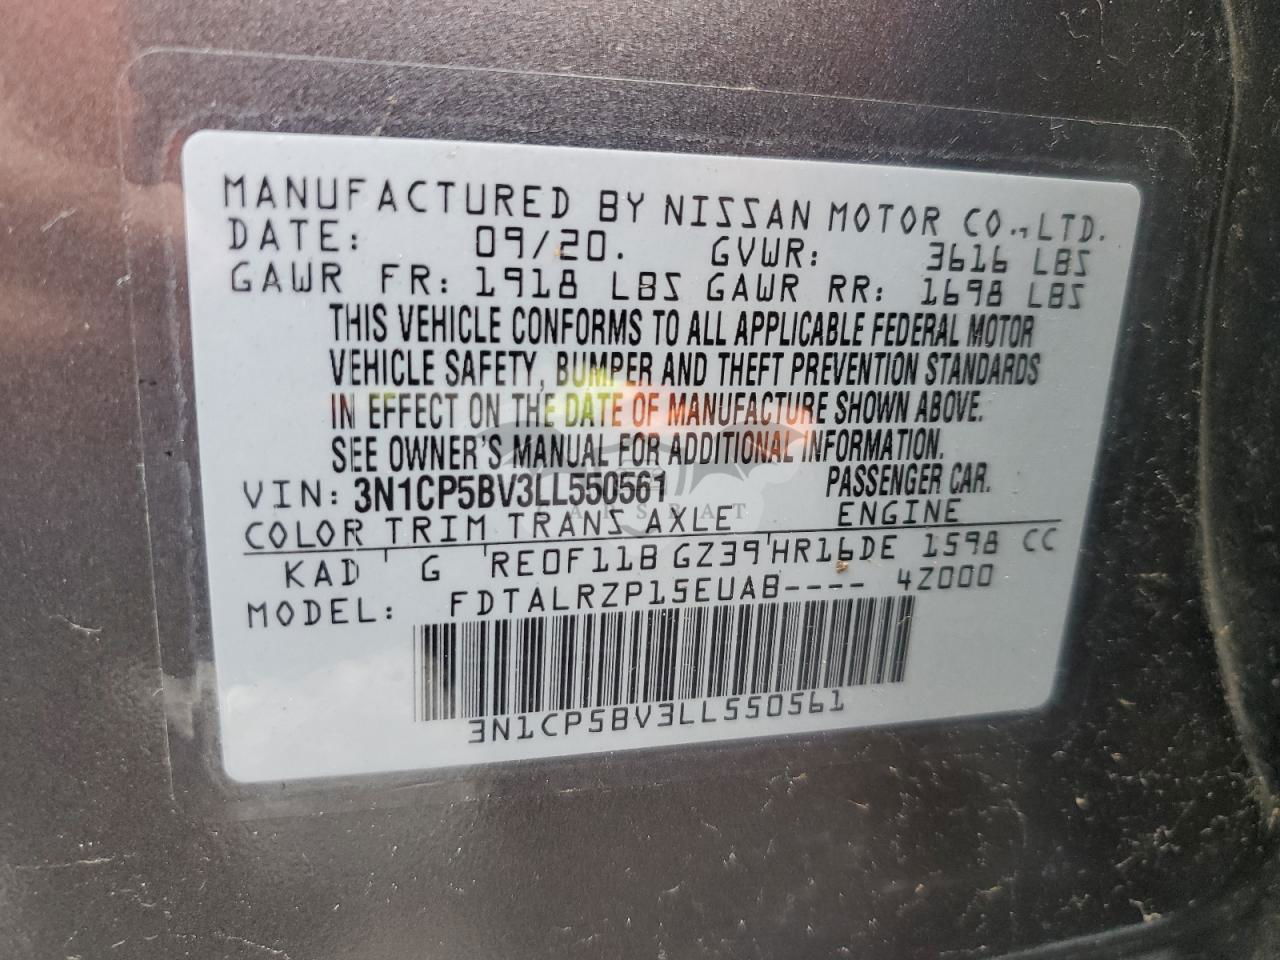 MANUFACTURED BY NISSAN MOTOR CO., LTD.
DATE: 09/20. GVWR: 3616 LBS
GAWR FR: 1918 LBS GAWR RR: 1698 LBS
THIS VEHICLE CONFORMS TO ALL APPLICABLE FEDERAL MOTOR
VEHICLE SAFETY, BUMPER AND THEFT PREVENTION STANDARDS
IN EFFECT ON THE DATE OF MANUFACTURE SHOWN ABOVE.
SEE OWNER'S MANUAL FOR ADDITIONAL INFORMATION.
VIN: 3N1CP5BV3LL550561 PASSENGER CAR.
COLOR TRIM TRANS AXLE ENGINE
KAD G RE0F11B GZ39 HR16DE 1598 CC
MODEL: FDTALRZP15EUAB---- 4Z000
3N1CP5BV3LL550561
CARSBAT